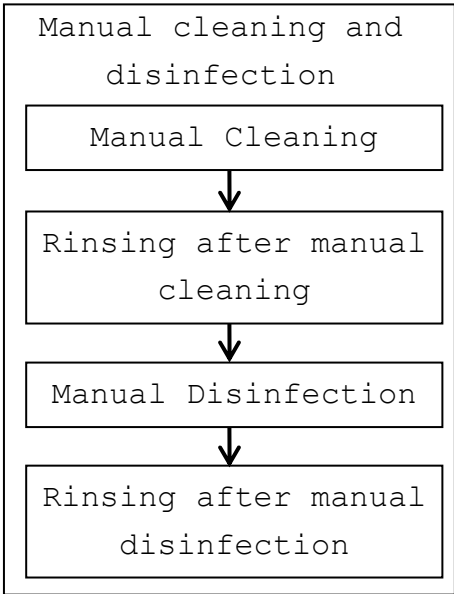 Manual cleaning and
disinfection
Manual Cleaning
Rinsing after manual
cleaning
Manual Disinfection
Rinsing after manual
disinfection